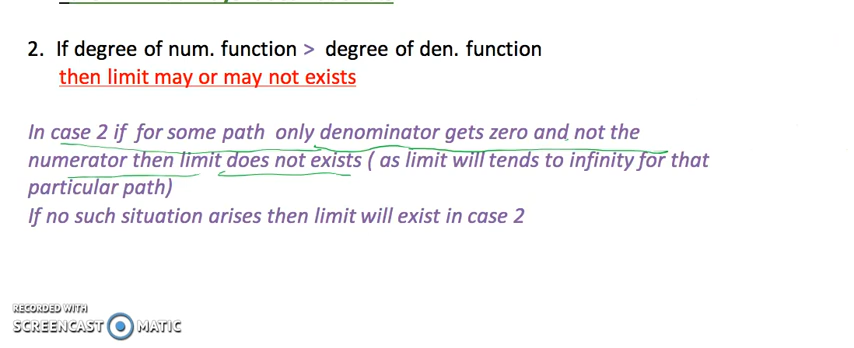 2. If degree of num. function > degree of den. function
then limit may or may not exists
In case 2 if for some path only denominator gets zero and not the
numerator then limit does not exists ( as limit will tends to infinity for that
particular path)
If no such situation arises then limit will exist in case 2
RECORDED WITH
SCREENCAST MATIC